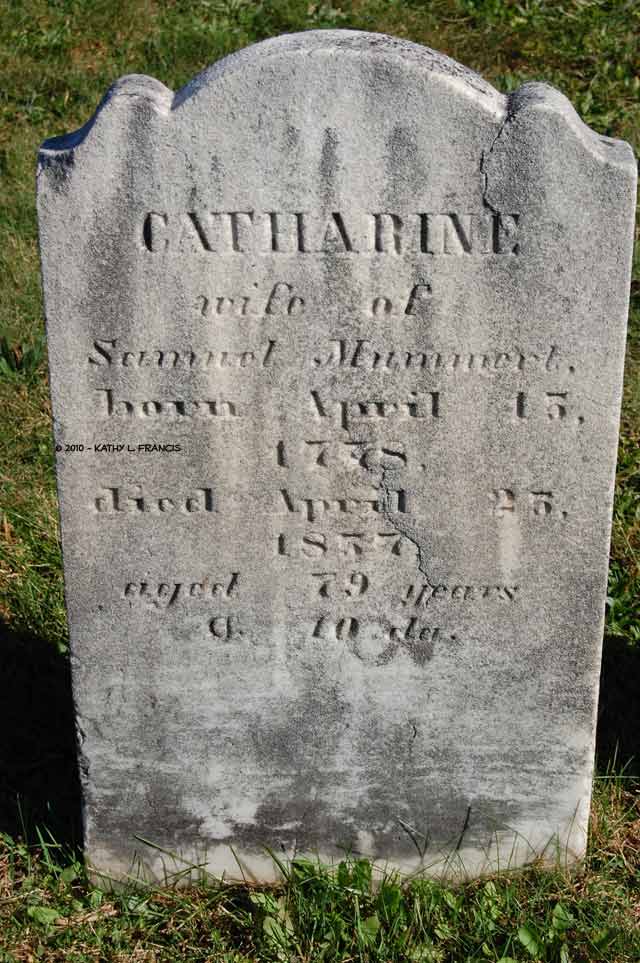 CATHARINE
wife of
Samuel Mummert,
born April 15,
1778,
© 2010 - KATHY L. FRANCIS
died April 25,
1857
aged 79 years
& 10 da.